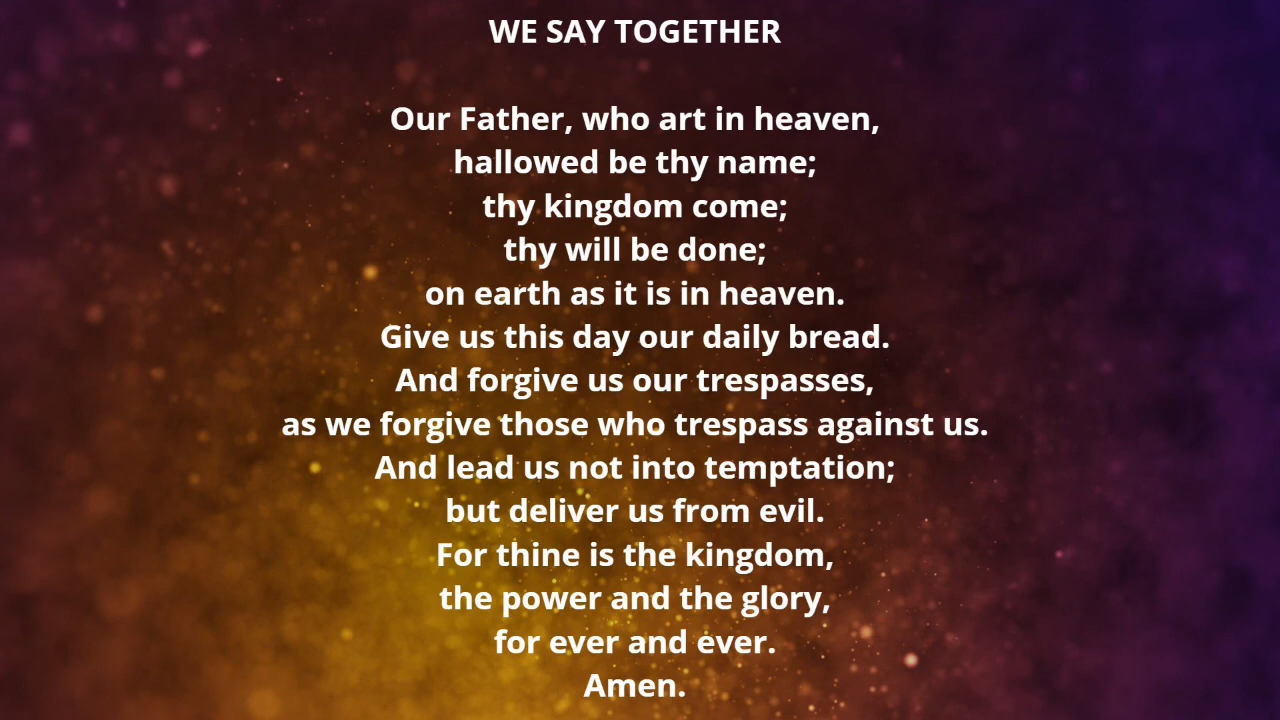 WE SAY TOGETHER
Our Father, who art in heaven,
hallowed be thy name;
thy kingdom come;
thy will be done;
on earth as it is in heaven.
Give us this day our daily bread.
And forgive us our trespasses,
as we forgive those who trespass against us.
And lead us not into temptation;
but deliver us from evil.
For thine is the kingdom,
the power and the glory,
for ever and ever.
Amen.